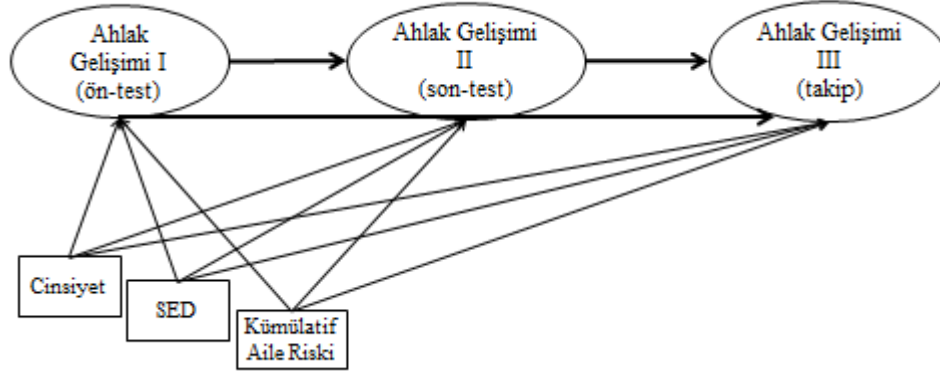 Ahlak
Gelişimi I
(ön-test)
Ahlak Gelişimi
II
(son-test)
Ahlak Gelişimi
III
(takip)
Cinsiyet
SED
Kümülatif
Aile Riski